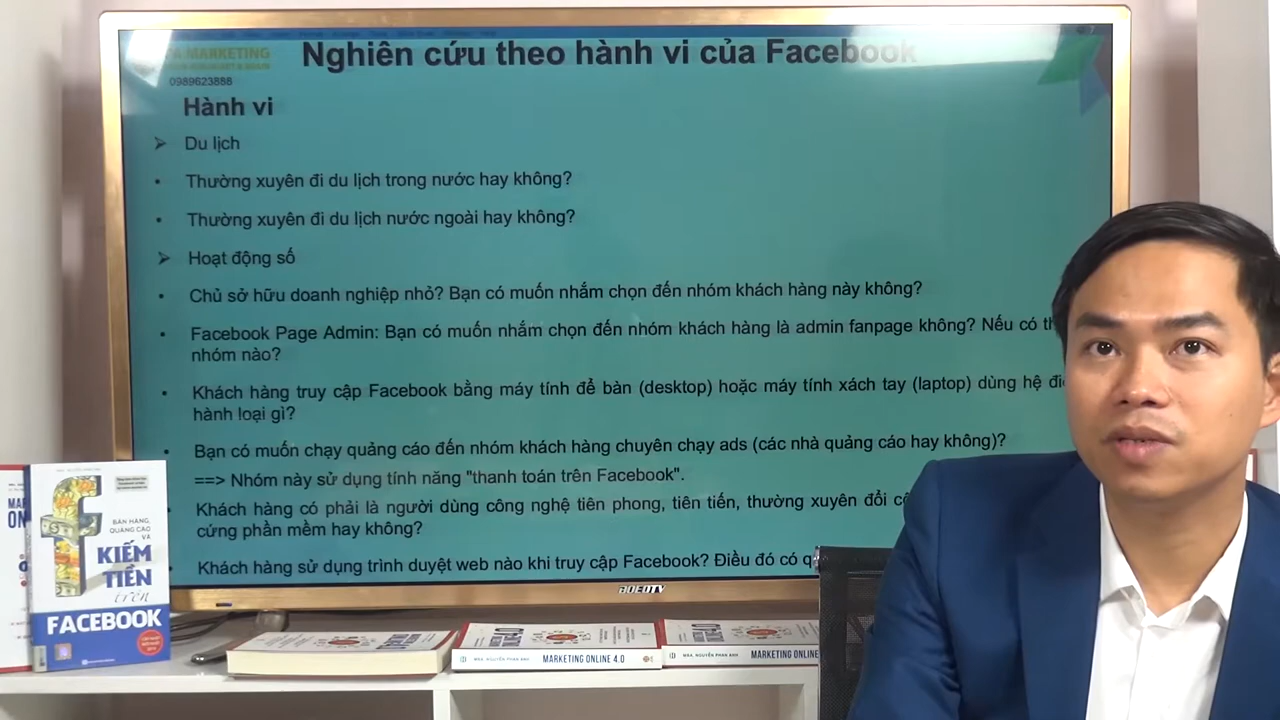 Nghiên cứu theo hành vi của Facebook
A MARKETING
0989623888
Hành vi
➢ Du lịch
• Thường xuyên đi du lịch trong nước hay không?
• Thường xuyên đi du lịch nước ngoài hay không?
➢ Hoạt động số
• Chủ sở hữu doanh nghiệp nhỏ? Bạn có muốn nhắm chọn đến nhóm khách hàng này không?
• Facebook Page Admin: Bạn có muốn nhắm chọn đến nhóm khách hàng là admin fanpage không? Nếu có
nhóm nào?
• Khách hàng truy cập Facebook bằng máy tính để bàn (desktop) hoặc máy tính xách tay (laptop) dùng hệ
hành loại gì?
• Bạn có muốn chạy quảng cáo đến nhóm khách hàng chuyên chạy ads (các nhà quảng cáo hay không)?
==> Nhóm này sử dụng tính năng "thanh toán trên Facebook".
• Khách hàng có phải là người dùng công nghệ tiên phong, tiên tiến, thường xuyên đổi
cứng phần mềm hay không?
• Khách hàng sử dụng trình duyệt web nào khi truy cập Facebook? Điều đó có
BÁN HÀNG,
QUẢNG CÁO
VÀ
KIẾM
TIỀN
trên
FACEBOOK
MARKETING ONLINE 4.0
MARKETING ONLINE